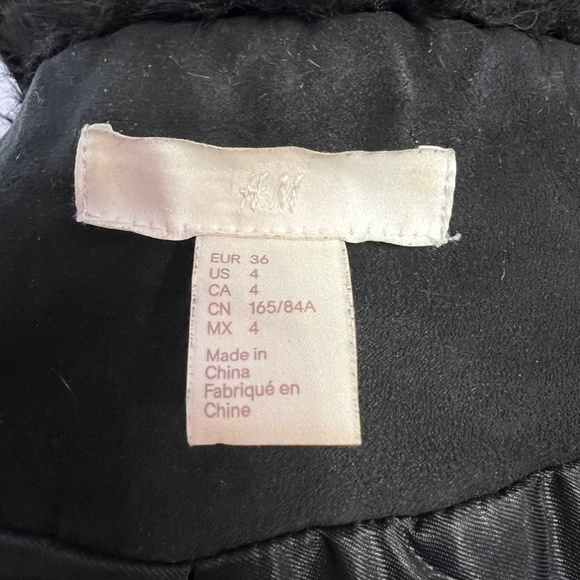 H&M
EUR 36
US 4
CA 4
CN 165/84A
MX 4
Made in
China
Fabriqué en
Chine